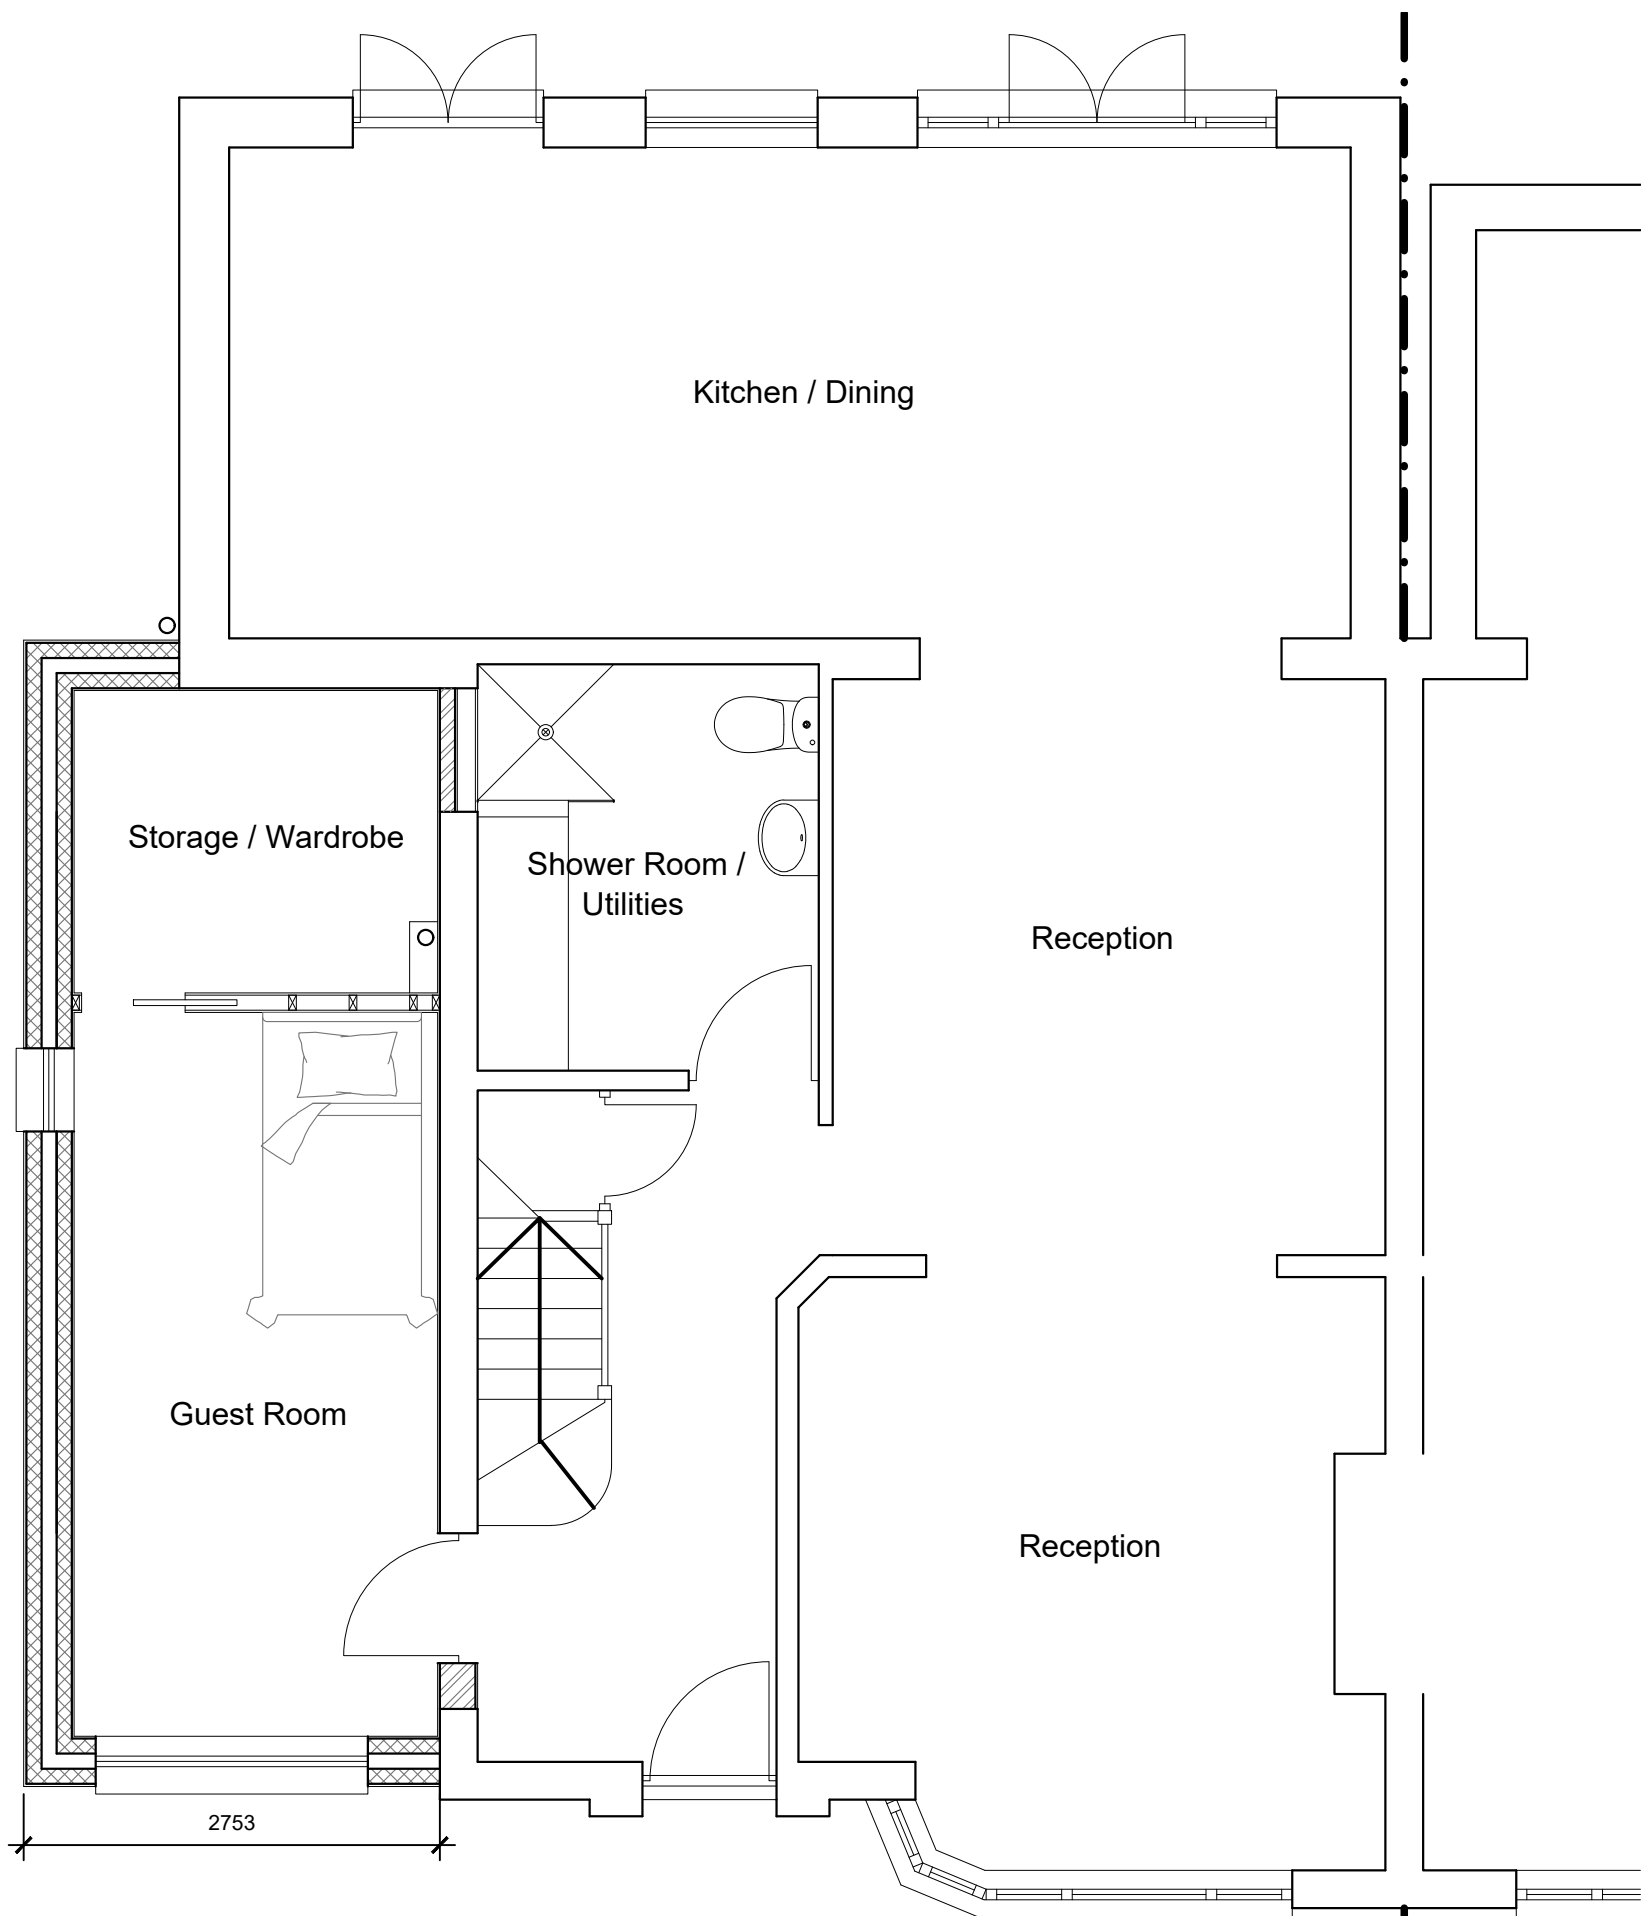 Kitchen / Dining
Storage / Wardrobe
Shower Room /
Utilities
Reception
Guest Room
Reception
2753